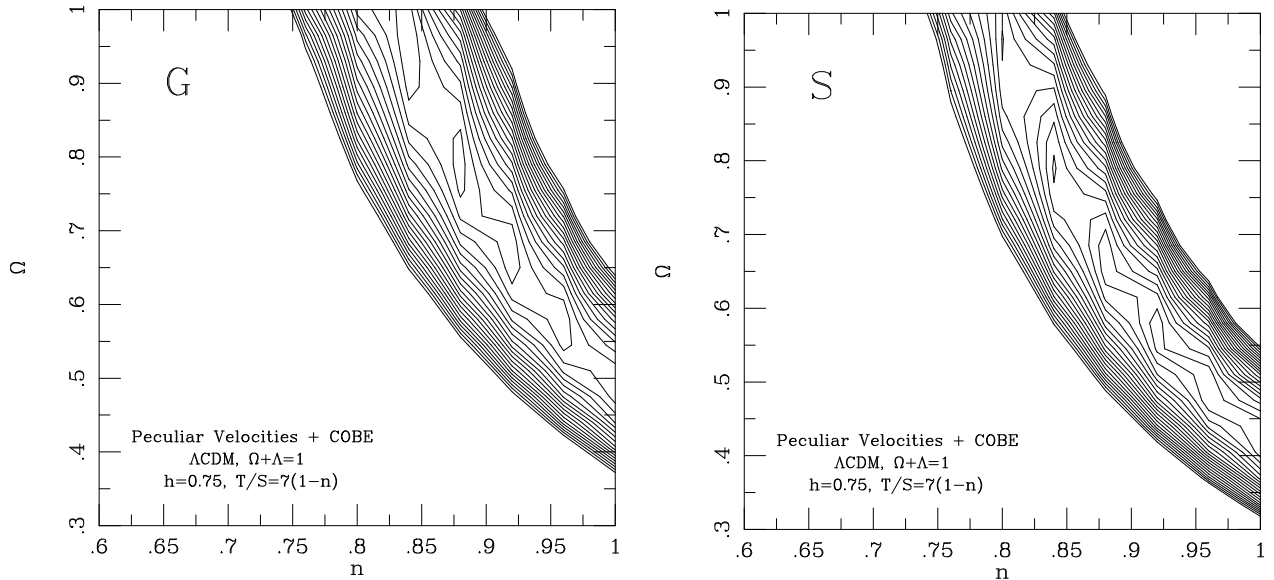 1
.9
.8
.7
.6
.5
.4
.3
Ω
G
Peculiar Velocities + COBE
ΛCDM, Ω+Λ=1
h=0.75, T/S=7(1−n)
.6 .65 .7 .75 .8 .85 .9 .95 1
n
1
.9
.8
.7
.6
.5
.4
.3
Ω
S
Peculiar Velocities + COBE
ΛCDM, Ω+Λ=1
h=0.75, T/S=7(1−n)
.6 .65 .7 .75 .8 .85 .9 .95 1
n